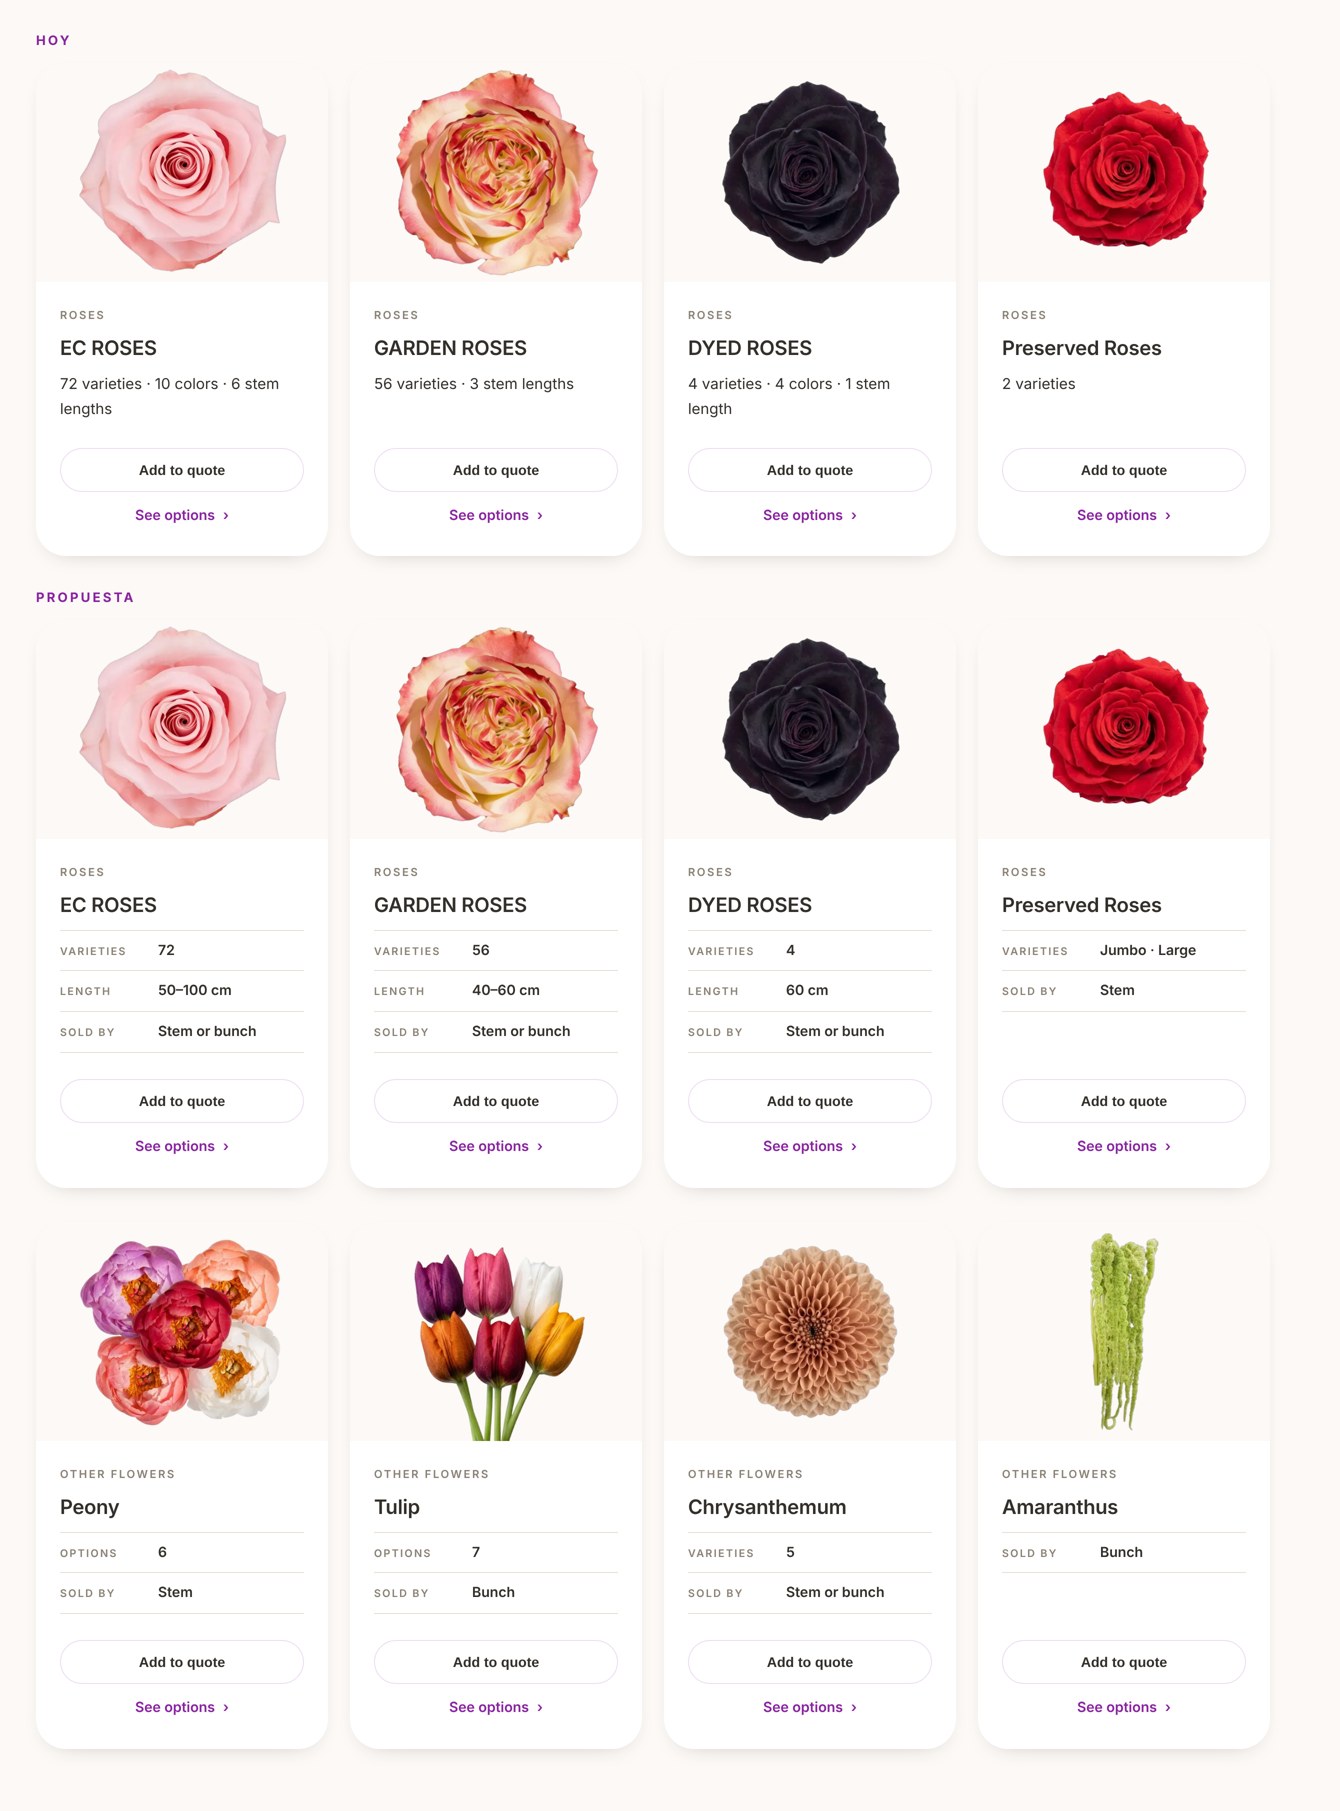 HOY
ROSES
EC ROSES
72 varieties · 10 colors · 6 stem
lengths
Add to quote
See options ›
ROSES
GARDEN ROSES
56 varieties · 3 stem lengths
Add to quote
See options ›
ROSES
DYED ROSES
4 varieties · 4 colors · 1 stem
length
Add to quote
See options ›
ROSES
Preserved Roses
2 varieties
Add to quote
See options ›
PROPUESTA
ROSES
EC ROSES
VARIETIES 72
LENGTH 50–100 cm
SOLD BY Stem or bunch
Add to quote
See options ›
ROSES
GARDEN ROSES
VARIETIES 56
LENGTH 40–60 cm
SOLD BY Stem or bunch
Add to quote
See options ›
ROSES
DYED ROSES
VARIETIES 4
LENGTH 60 cm
SOLD BY Stem or bunch
Add to quote
See options ›
ROSES
Preserved Roses
VARIETIES Jumbo · Large
SOLD BY Stem
Add to quote
See options ›
OTHER FLOWERS
Peony
OPTIONS 6
SOLD BY Stem
Add to quote
See options ›
OTHER FLOWERS
Tulip
OPTIONS 7
SOLD BY Bunch
Add to quote
See options ›
OTHER FLOWERS
Chrysanthemum
VARIETIES 5
SOLD BY Stem or bunch
Add to quote
See options ›
OTHER FLOWERS
Amaranthus
SOLD BY Bunch
Add to quote
See options ›